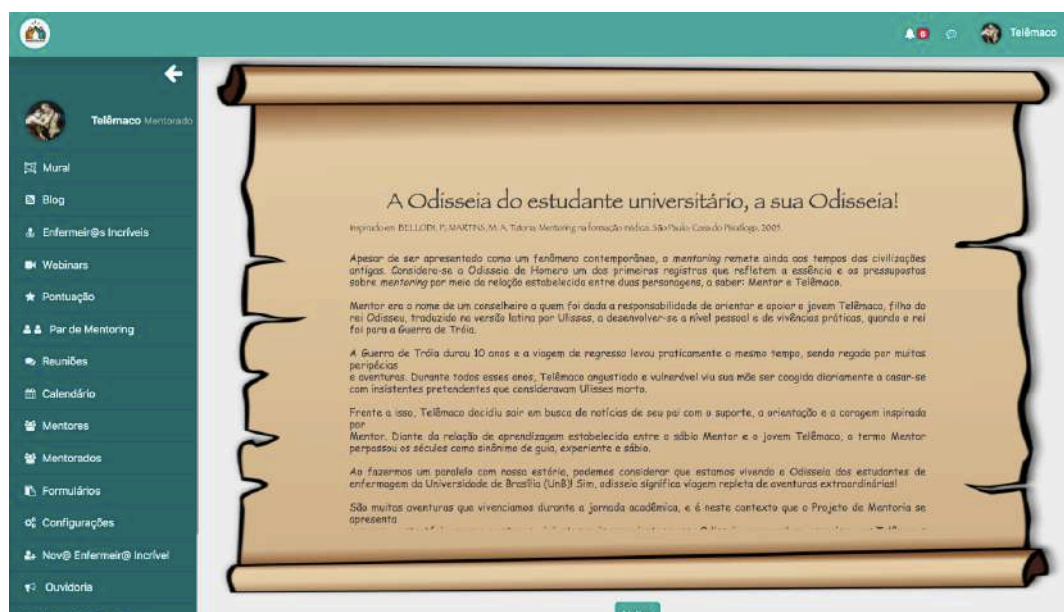 6
Telêmaco
Telêmaco Mentorado
Mural
Blog
Enfermeir@s Incríveis
Webinars
Pontuação
Par de Mentoring
Reuniões
Calendário
Mentores
Mentorados
Formulários
Configurações
Nov@ Enfermeir@ Incrível
Ouvidoria
A Odisseia do estudante universitário, a sua Odisseia!
Inspirado em: BELLODI, P.; MARTINS, M. A. Tutoria: Mentoring na formação médica. São Paulo: Casa do Psicólogo, 2005.
Apesar de ser apresentado como um fenômeno contemporâneo, o mentoring remete ainda aos tempos das civilizações
antigas. Considera-se a Odisseia de Homero um dos primeiros registros que refletem a essência e os pressupostos
sobre mentoring por meio da relação estabelecida entre duas personagens, a saber: Mentor e Telêmaco.
Mentor era o nome de um conselheiro a quem foi dada a responsabilidade de orientar e apoiar o jovem Telêmaco, filho do
rei Odisseu, traduzido na versão latina por Ulisses, a desenvolver-se a nível pessoal e de vivências práticas, quando o rei
foi para a Guerra de Tróia.
A Guerra de Tróia durou 10 anos e a viagem de regresso levou praticamente o mesmo tempo, sendo regada por muitas
peripécias
e aventuras. Durante todos esses anos, Telêmaco angustiado e vulnerável viu sua mãe ser coagida diariamente a casar-se
com insistentes pretendentes que consideravam Ulisses morto.
Frente a isso, Telêmaco decidiu sair em busca de notícias de seu pai com o suporte, a orientação e a coragem inspirada
por
Mentor. Diante da relação de aprendizagem estabelecida entre o sábio Mentor e o jovem Telêmaco, o termo Mentor
perpassou os séculos como sinônimo de guia, experiente e sábio.
Ao fazermos um paralelo com nossa estória, podemos considerar que estamos vivendo a Odisseia dos estudantes de
enfermagem da Universidade de Brasília (UnB)! Sim, odisseia significa viagem repleta de aventuras extraordinárias!
São muitas aventuras que vivenciamos durante a jornada acadêmica, e é neste contexto que o Projeto de Mentoria se
apresenta